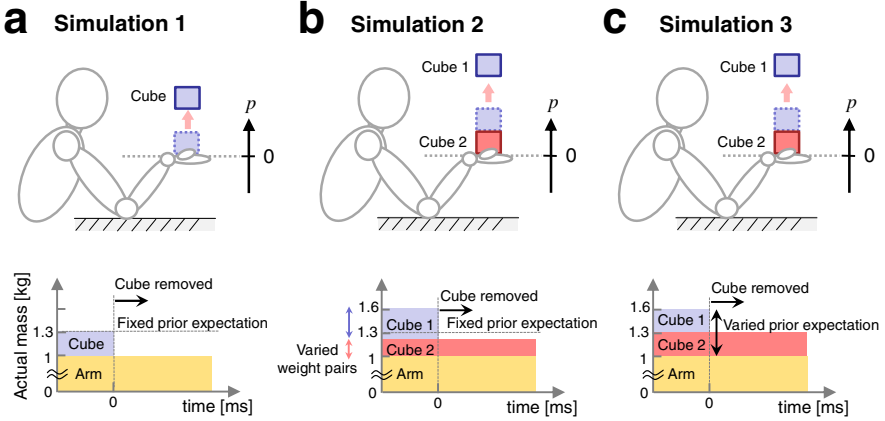 a Simulation 1
Cube
p
0
b Simulation 2
Cube 1
Cube 2
p
0
c Simulation 3
Cube 1
Cube 2
p
0
Actual mass [kg]
Cube removed
Fixed prior expectation
1.3
Cube
1
Arm
0
0
time [ms]
1.6
Cube removed
Cube 1
Fixed prior expectation
1.3
Varied
weight pairs
Cube 2
1
Arm
0
0
time [ms]
1.6
Cube removed
Cube 1
Varied prior expectation
1.3
Cube 2
1
Arm
0
0
time [ms]